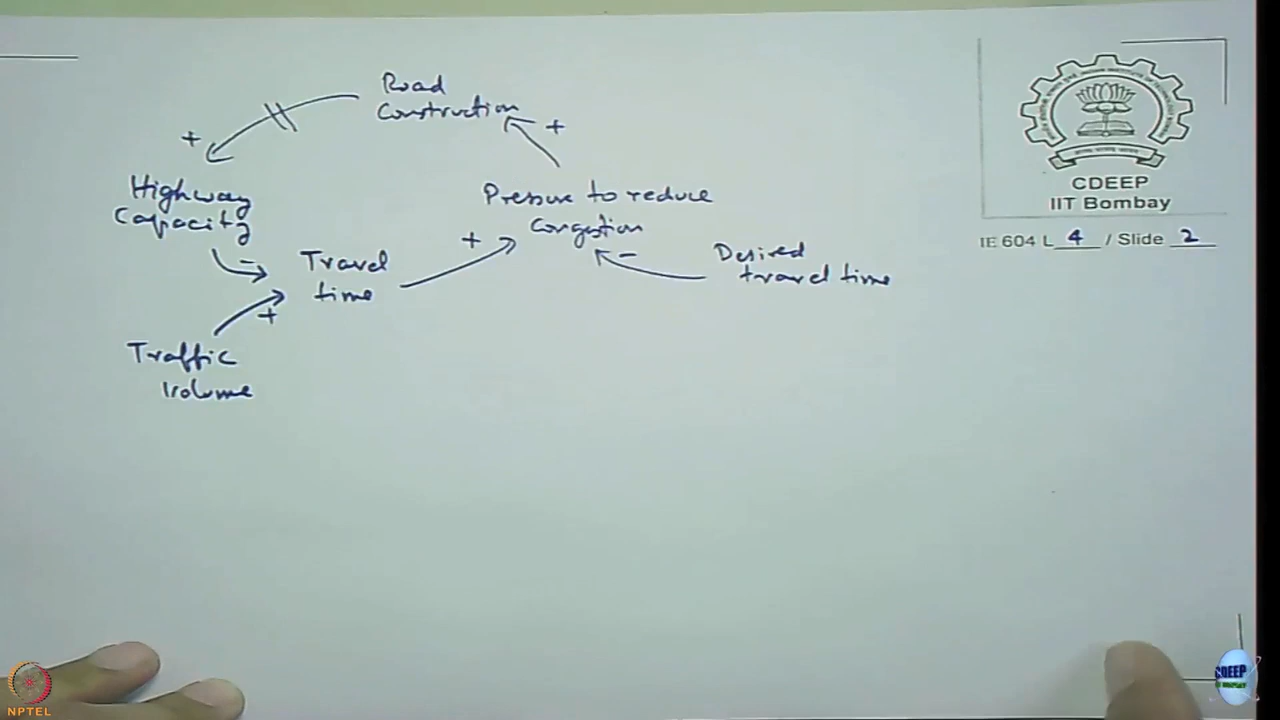 Road
Construction
+
+
Highway
Capacity
Pressure to reduce
Congestion
-
Travel
time
+
-
Desired
travel time
+
Traffic
Volume
CDEEP
IIT Bombay
IE 604 L 4 / Slide 2
NPTEL
CDEEP